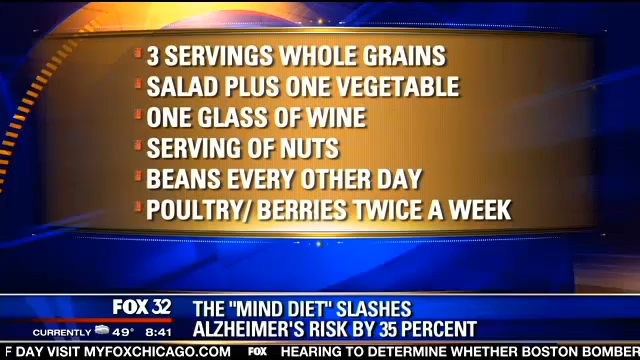 3 SERVINGS WHOLE GRAINS
SALAD PLUS ONE VEGETABLE
ONE GLASS OF WINE
SERVING OF NUTS
BEANS EVERY OTHER DAY
POULTRY/ BERRIES TWICE A WEEK
FOX 32
THE "MIND DIET" SLASHES
ALZHEIMER'S RISK BY 35 PERCENT
CURRENTLY 49° 8:41
F DAY VISIT MYFOXCHICAGO.COM FOX HEARING TO DETERMINE WHETHER BOSTON BOMBER